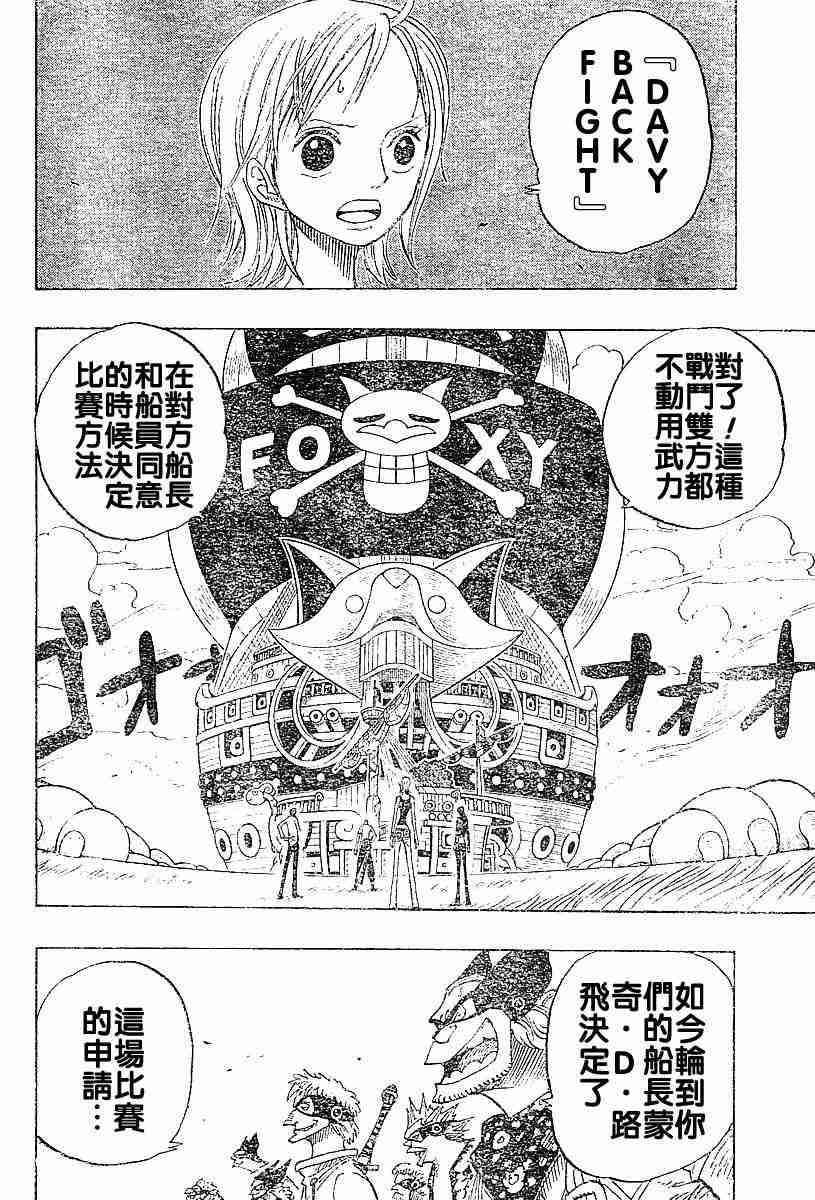 『DAVY
BACK
FIGHT』
對了！這種
戰鬥雙方都
不動用武力
在對方船長
和船員同意
的時候決定
比賽方法
FOXY
ゴオオオオオ
如今輪到你
們的船長蒙
奇・D・路
飛決定了
這場比賽
的申請…